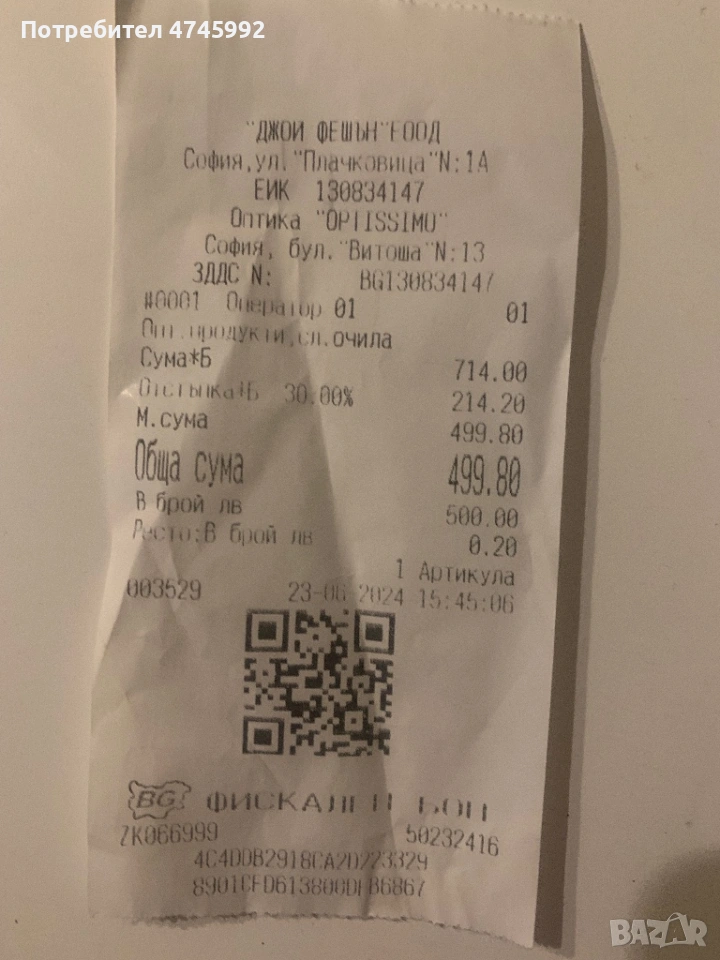 Потребител 4745992
"ДЖОЙ ФЕШЪН"ЕООД
София,ул."Плачковица"N:1А
ЕИК 130834147
Оптика "OPTISSIMO"
София, бул."Витоша"N:13
ЗДДС N: BG130834147
#0001 Оператор 01 01
Опт.продукти,сл.очила
Сума*Б 714.00
Отстъпка*Б 30.00% 214.20
М.сума 499.80
Обща сума 499.80
В брой лв 500.00
Ресто:В брой лв 0.20
1 Артикула
003529 23-06-2024 15:45:06
BG ФИСКАЛЕН БОН
ZK066999 50232416
4C4DDB2918CA2D223329
BAZAR